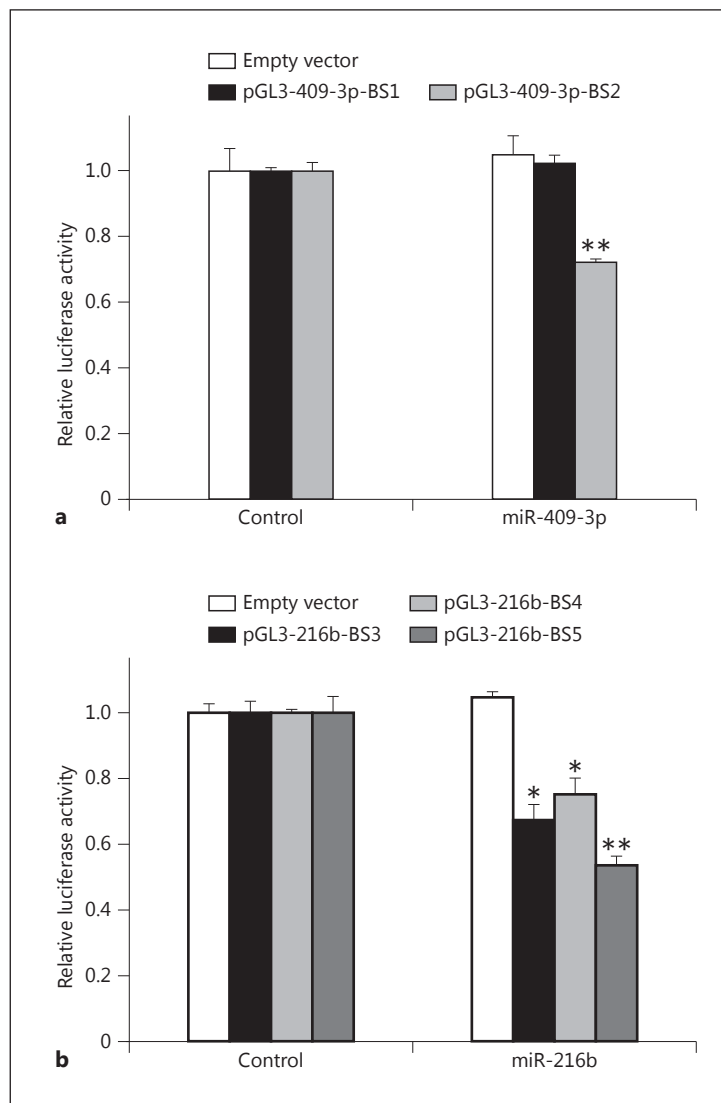 Empty vector
pGL3-409-3p-BS1 pGL3-409-3p-BS2
Relative luciferase activity
1.0
0.8
0.6
0.4
0.2
0
**
a
Control miR-409-3p
Empty vector pGL3-216b-BS4
pGL3-216b-BS3 pGL3-216b-BS5
Relative luciferase activity
1.0
0.8
0.6
0.4
0.2
0
* * **
b
Control miR-216b